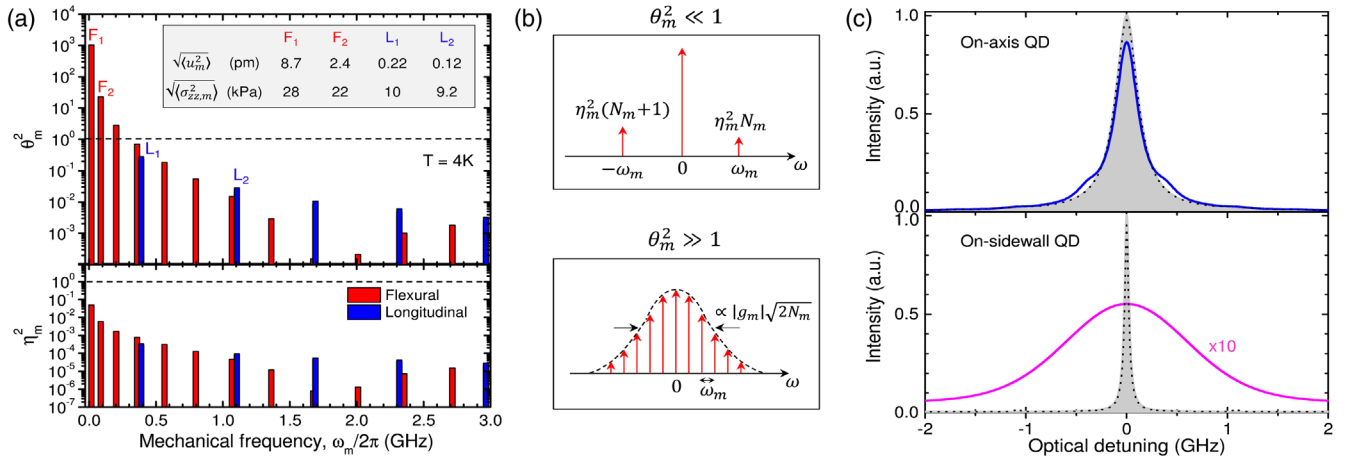 (a)
10⁴
10³
10²
10¹
10⁰
10⁻¹
10⁻²
10⁻³
θ²ₘ
F₁
F₂
L₁
L₂
F₁ F₂ L₁ L₂
√⟨u²ₘ⟩ (pm) 8.7 2.4 0.22 0.12
√⟨σ²zz,m⟩ (kPa) 28 22 10 9.2
T = 4K
10⁰
10⁻¹
10⁻²
10⁻³
10⁻⁴
10⁻⁵
10⁻⁶
10⁻⁷
η²ₘ
Flexural
Longitudinal
0.0 0.5 1.0 1.5 2.0 2.5 3.0
Mechanical frequency, ωₘ/2π (GHz)
(b)
θ²ₘ ≪ 1
η²ₘ(Nₘ+1)
η²ₘNₘ
−ωₘ 0 ωₘ ω
θ²ₘ ≫ 1
∝ |gₘ|√2Nₘ
0 ωₘ ω
(c)
1.0
0.5
0.0
Intensity (a.u.)
On-axis QD
1.0
0.5
0.0
Intensity (a.u.)
On-sidewall QD
x10
-2 -1 0 1 2
Optical detuning (GHz)